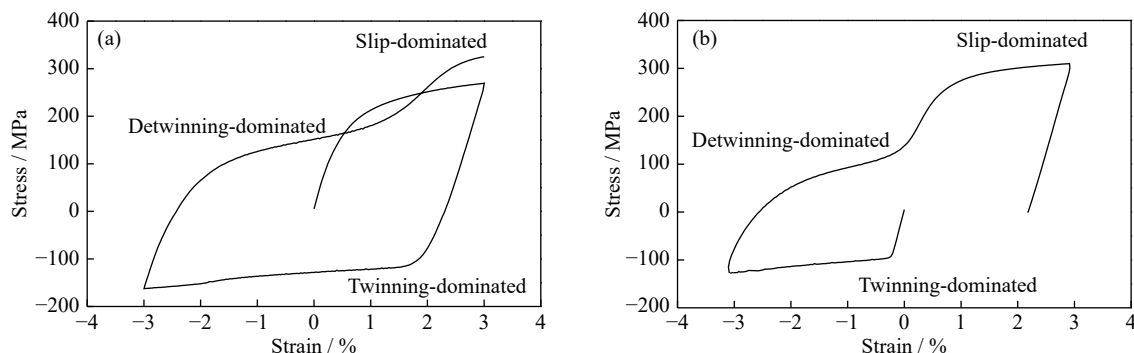 (a)
Slip-dominated
Detwinning-dominated
Twinning-dominated
400
300
200
100
0
−100
−200
−4
−3
−2
−1
0
1
2
3
4
Stress / MPa
Strain / %
(b)
Slip-dominated
Detwinning-dominated
Twinning-dominated
400
300
200
100
0
−100
−200
−4
−3
−2
−1
0
1
2
3
4
Stress / MPa
Strain / %